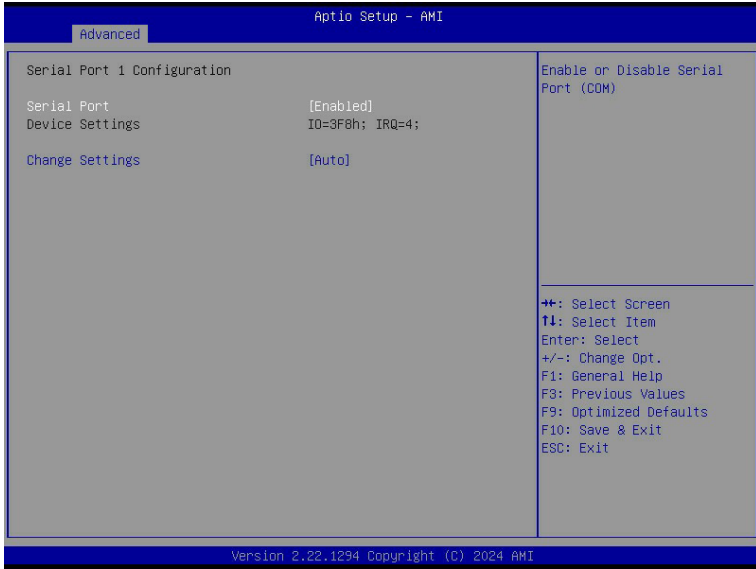 Aptio Setup – AMI
Advanced
Serial Port 1 Configuration
Serial Port [Enabled]
Device Settings IO=3F8h; IRQ=4;
Change Settings [Auto]
Enable or Disable Serial
Port (COM)
→←: Select Screen
↑↓: Select Item
Enter: Select
+/-: Change Opt.
F1: General Help
F3: Previous Values
F9: Optimized Defaults
F10: Save & Exit
ESC: Exit
Version 2.22.1294 Copyright (C) 2024 AMI